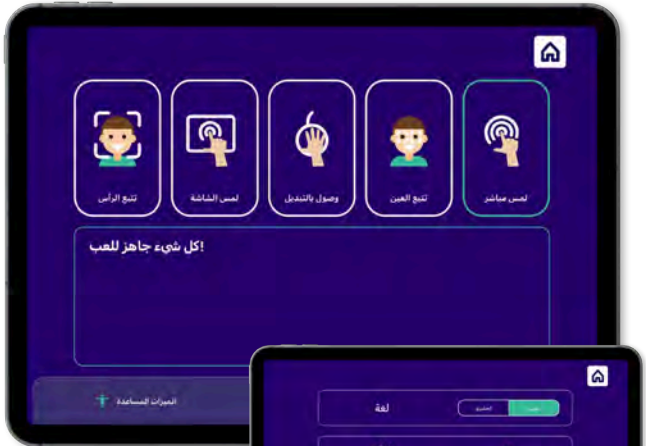 لمس مباشر
تتبع العين
وصول بالتبديل
لمس الشاشة
تتبع الرأس
!كل شيء جاهز للعب
الميزات المساعدة
لغة